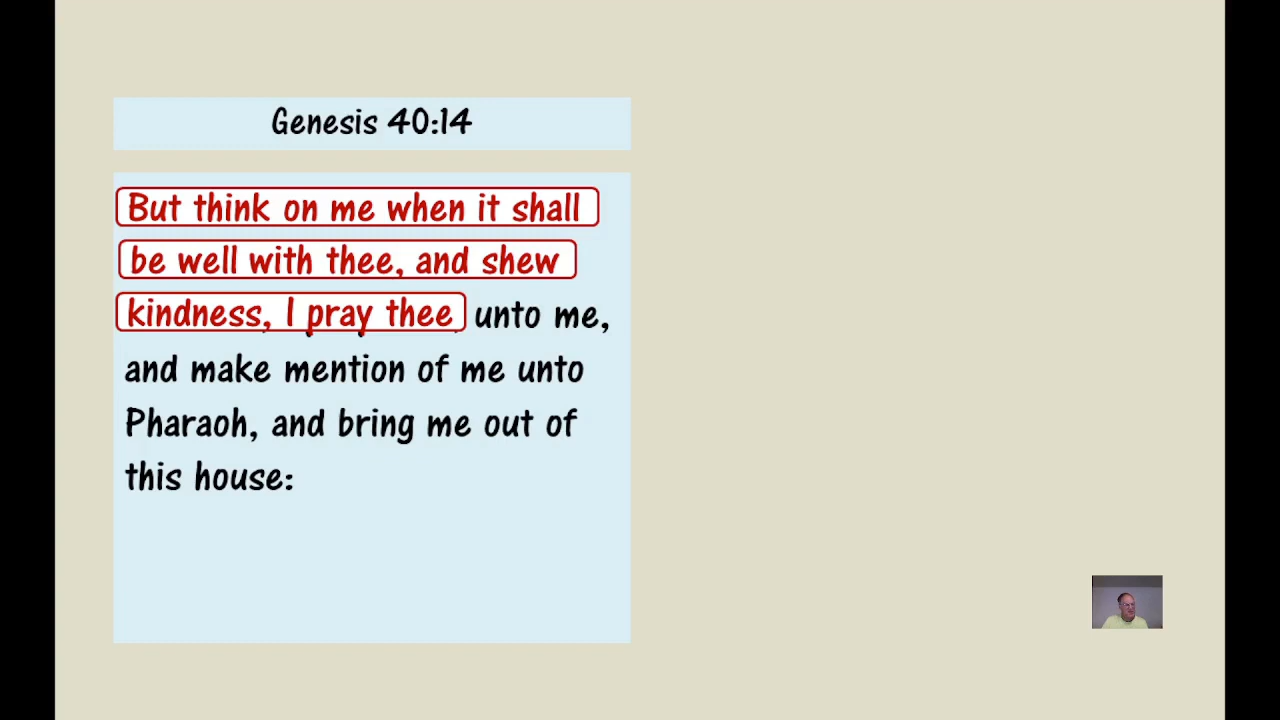 Genesis 40:14
But think on me when it shall
be well with thee, and shew
kindness, I pray thee, unto me,
and make mention of me unto
Pharaoh, and bring me out of
this house: